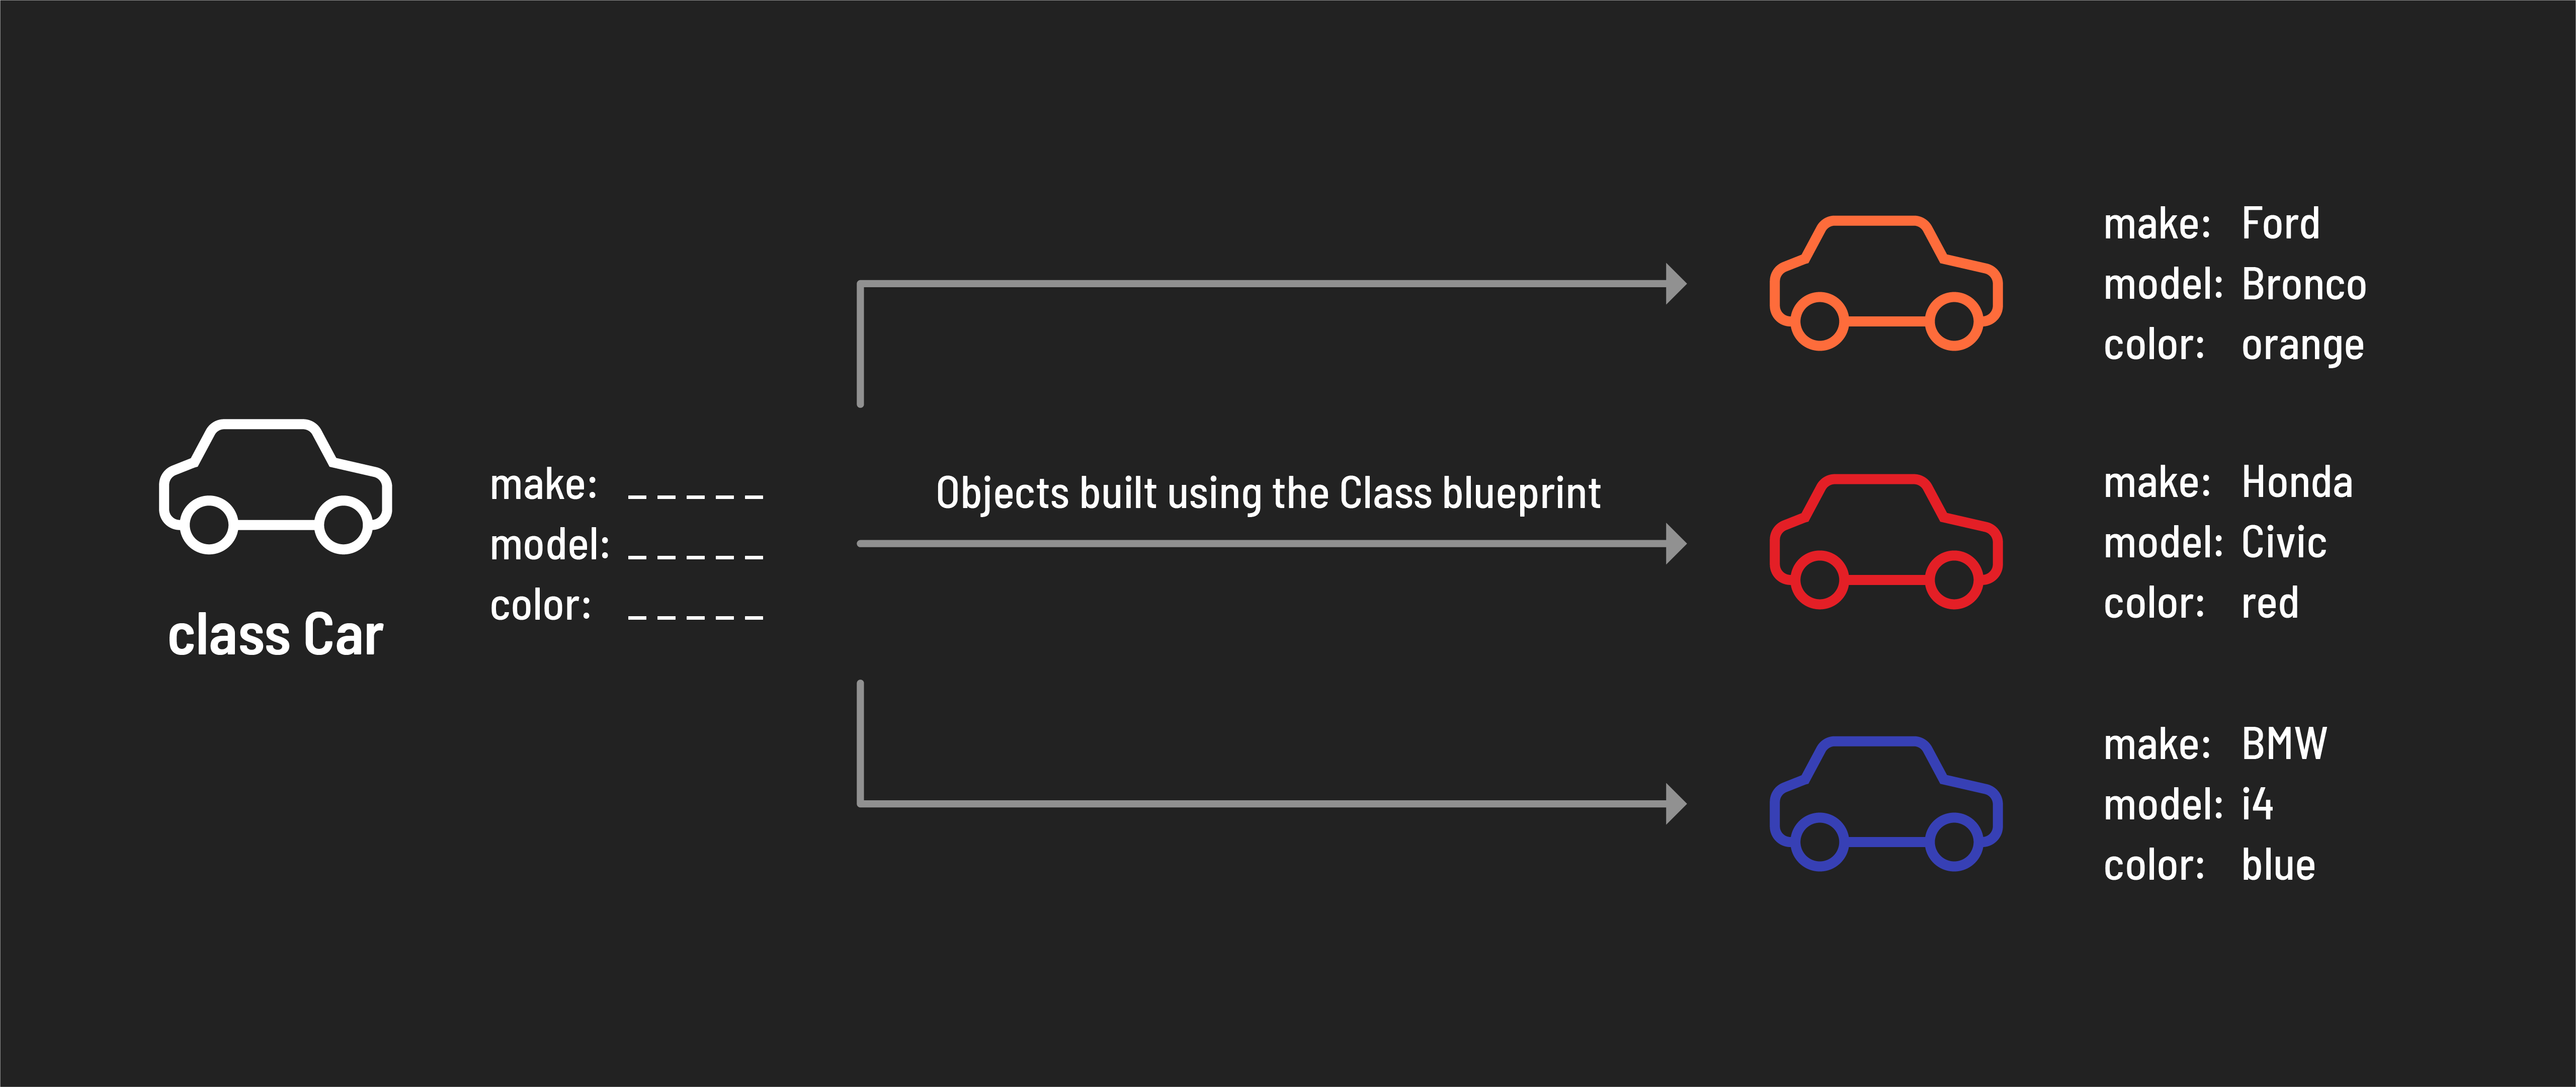 class Car
make: _ _ _ _ _
model: _ _ _ _ _
color: _ _ _ _ _
Objects built using the Class blueprint
make: Ford
model: Bronco
color: orange
make: Honda
model: Civic
color: red
make: BMW
model: i4
color: blue